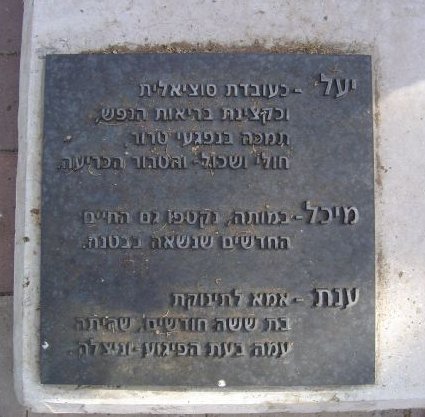 יעל - כעובדת סוציאלית
וכקצינת בריאות הנפש,
תמכה בנפגעי טרור
חולי ושכול - והטרור הכריעה.
מיכל - במותה, נקטפו גם החיים
החדשים שנשאה בבטנה.
ענת - אמא לתינוקת
בת ששה חודשים, שהיתה
עמה בעת הפיגוע - וניצלה.